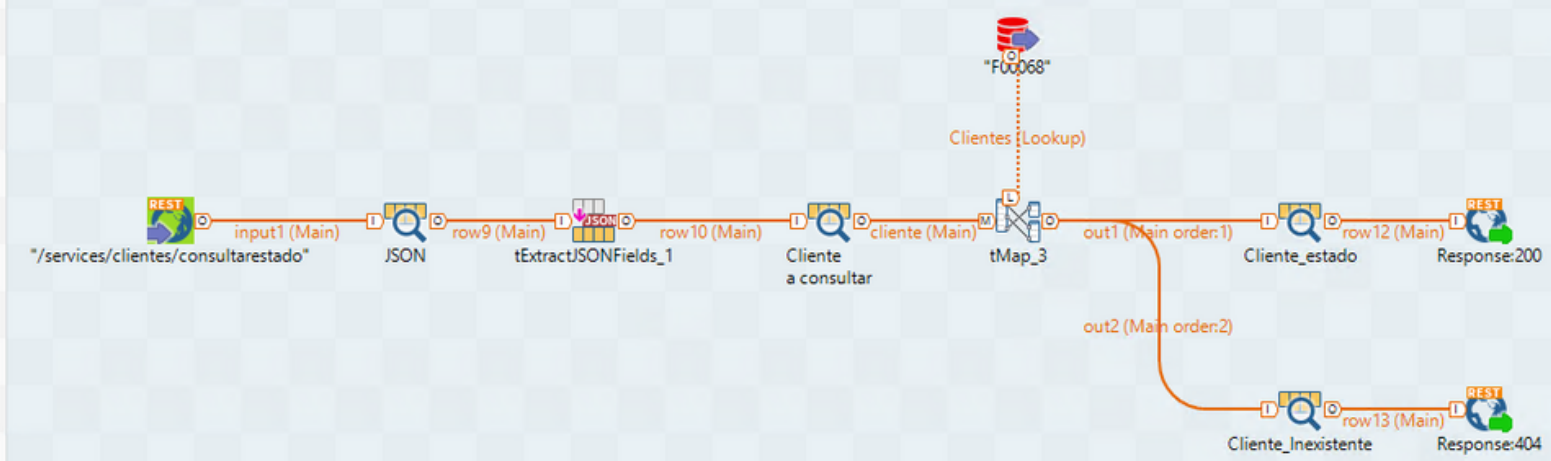 "F00068"
Clientes (Lookup)
REST
REST
I
O
L
M
"/services/clientes/consultarestado"
input1 (Main)
JSON
row9 (Main)
JSON
tExtractJSONFields_1
row10 (Main)
Cliente
a consultar
cliente (Main)
tMap_3
out1 (Main order:1)
Cliente_estado
row12 (Main)
Response:200
out2 (Main order:2)
REST
Cliente_Inexistente
row13 (Main)
Response:404